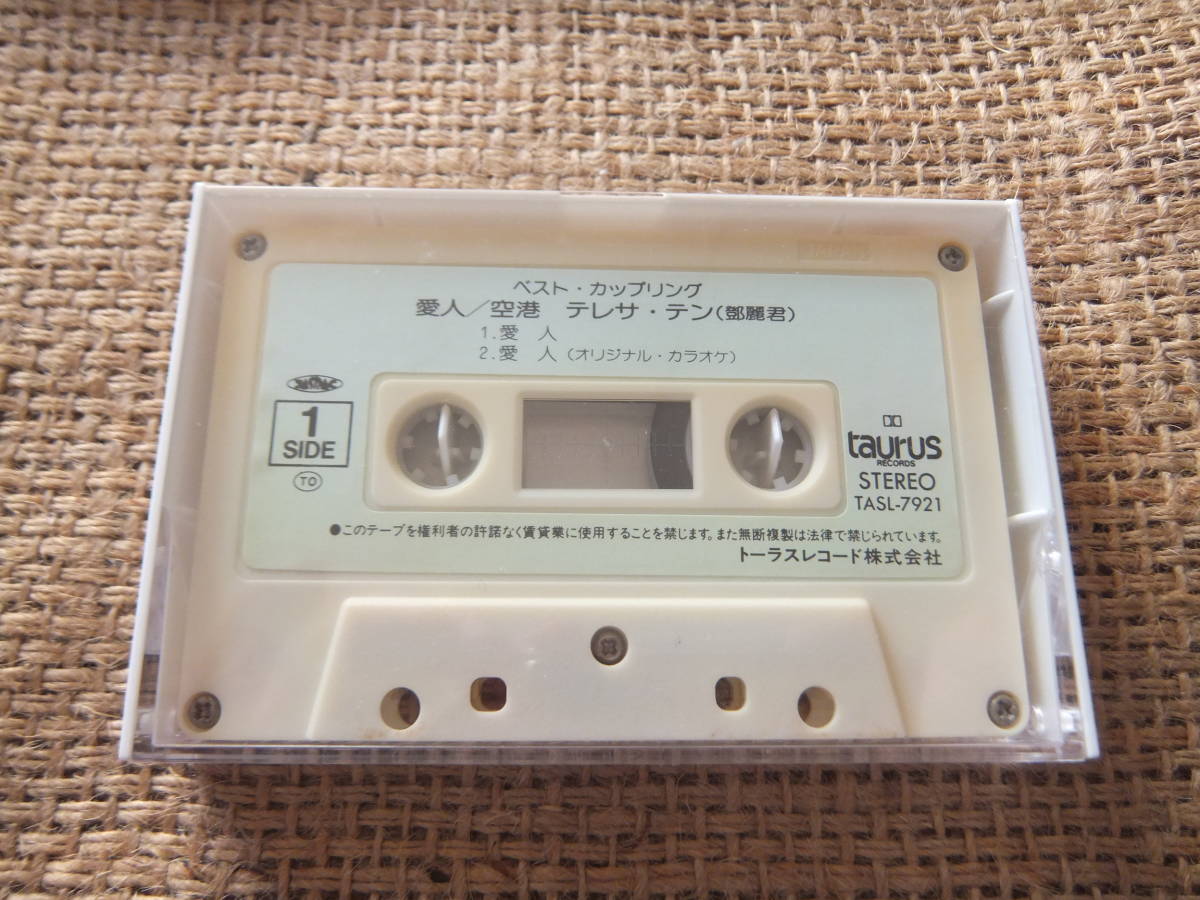 ベスト・カップリング
愛人／空港 テレサ・テン(鄧麗君)
1.愛 人
2.愛 人 (オリジナル・カラオケ)
1
SIDE
TO
taurus
RECORDS
STEREO
TASL-7921
●このテープを権利者の許諾なく賃貸業に使用することを禁じます。また無断複製は法律で禁じられています。
トーラスレコード株式会社